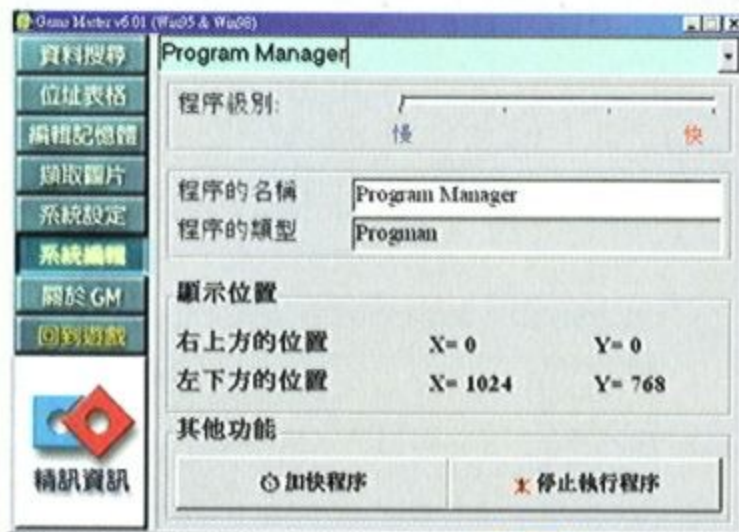 Game Master v6.01 (Win95 & Win98)
資料搜尋
位址表格
編輯記憶體
擷取圖片
系統設定
系統編輯
關於GM
回到遊戲
精訊資訊
Program Manager
程序級別:
慢 快
程序的名稱 Program Manager
程序的類型 Progman
顯示位置
右上方的位置 X= 0 Y= 0
左下方的位置 X= 1024 Y= 768
其他功能
加快程序 停止執行程序